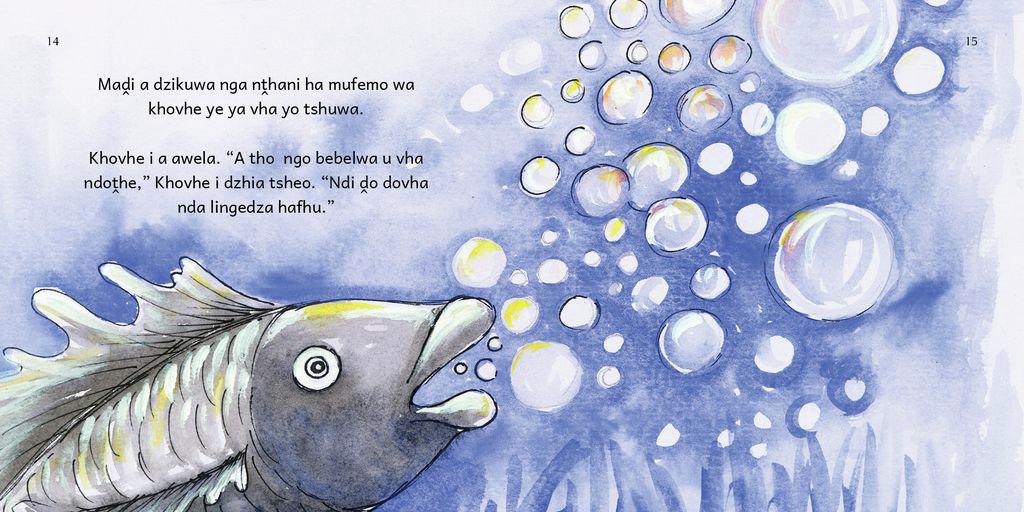 14
15
Maḓi a dzikuwa nga nṱhani ha mufemo wa
khovhe ye ya vha yo tshuwa.
Khovhe i a awela. “A tho ngo bebelwa u vha
ndoṱhe,” Khovhe i dzhia tsheo. “Ndi ḓo dovha
nda lingedza hafhu.”